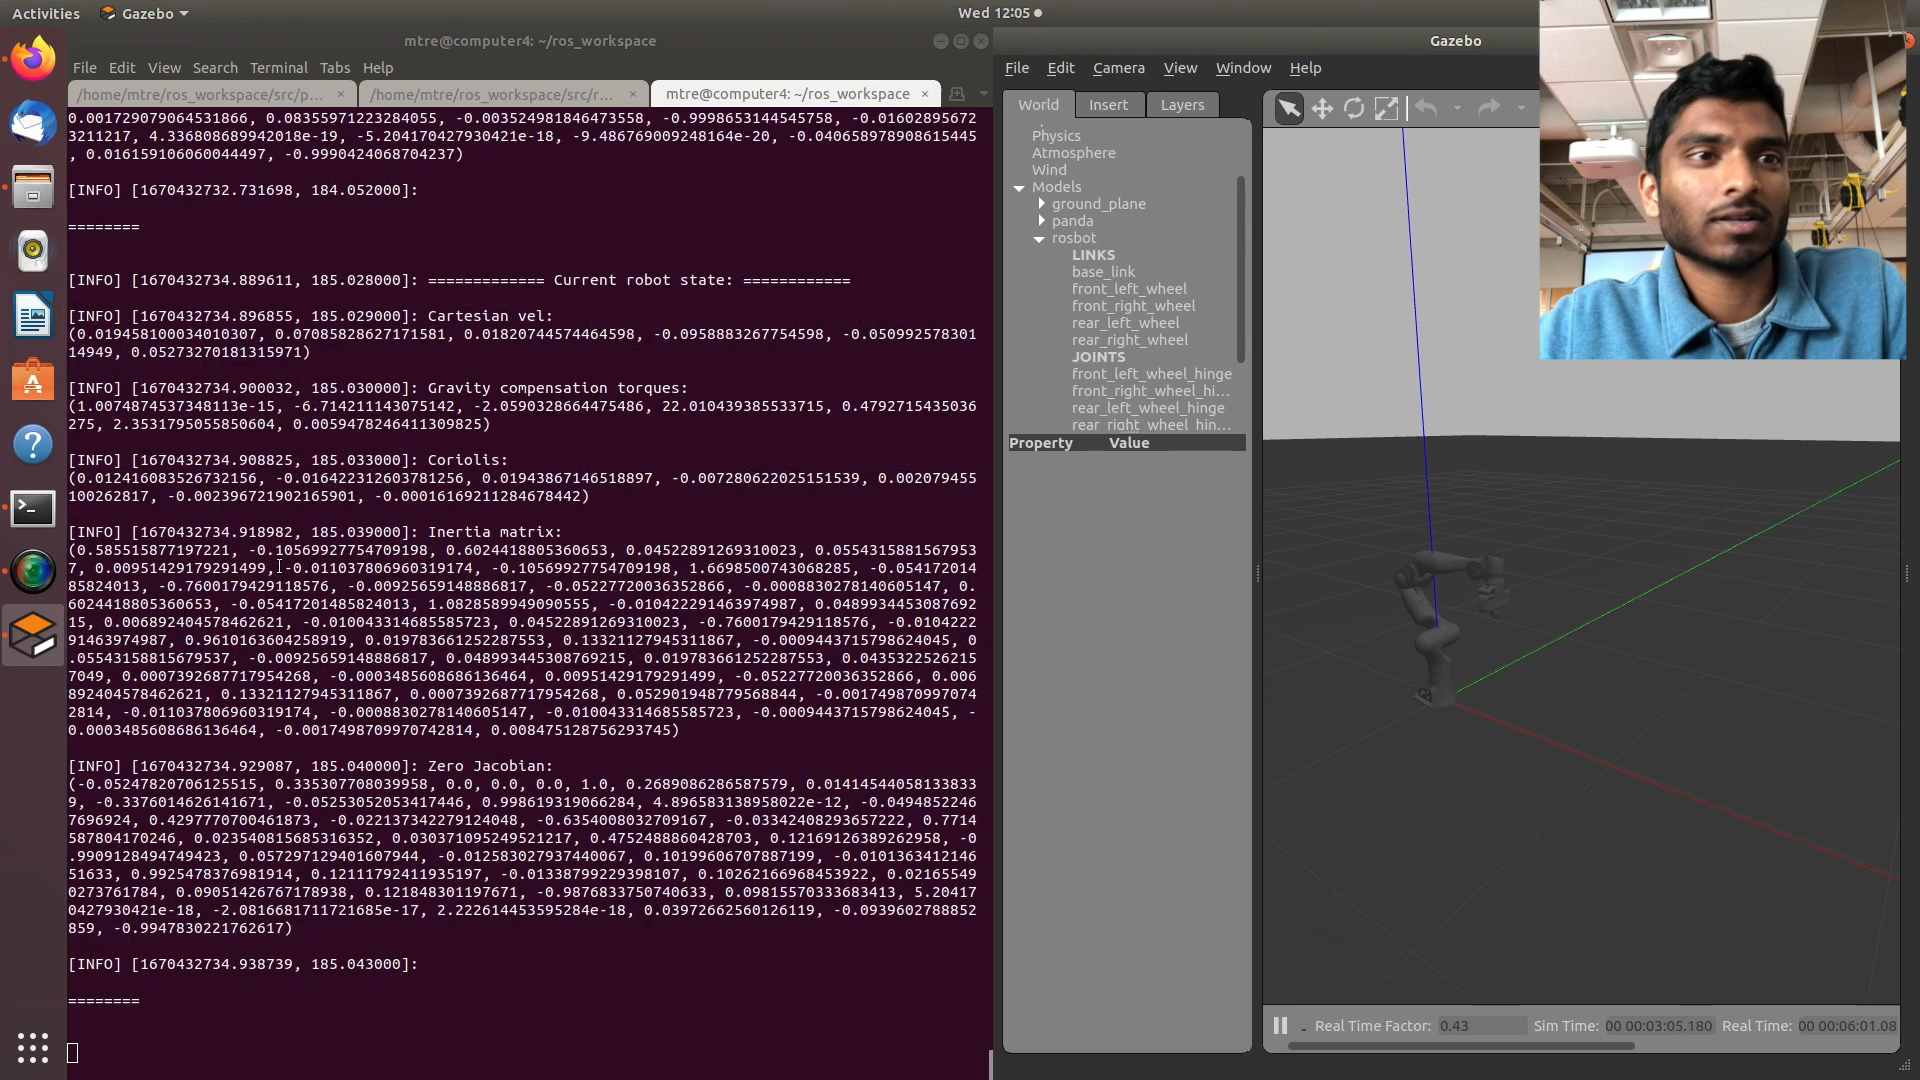 Activities
Gazebo
Wed 12:05
mtre@computer4: ~/ros_workspace
File Edit View Search Terminal Tabs Help
/home/mtre/ros_workspace/src/p... ×
/home/mtre/ros_workspace/src/r... ×
mtre@computer4: ~/ros_workspace ×
0.001729079064531866, 0.08355971223284055, -0.003524981846473558, -0.9998653144545758, -0.01602895672
3211217, 4.336808689942018e-19, -5.204170427930421e-18, -9.486769009248164e-20, -0.040658978908615445
, 0.016159106060044497, -0.9990424068704237)
[INFO] [1670432732.731698, 184.052000]:
========
[INFO] [1670432734.889611, 185.028000]: ============= Current robot state: ============
[INFO] [1670432734.896855, 185.029000]: Cartesian vel:
(0.019458100034010307, 0.07085828627171581, 0.01820744574464598, -0.0958883267754598, -0.050992578301
14949, 0.05273270181315971)
[INFO] [1670432734.900032, 185.030000]: Gravity compensation torques:
(1.0074874537348113e-15, -6.714211143075142, -2.0590328664475486, 22.010439385533715, 0.4792715435036
275, 2.3531795055850604, 0.0059478246411309825)
[INFO] [1670432734.908825, 185.033000]: Coriolis:
(0.012416083526732156, -0.016422312603781256, 0.01943867146518897, -0.007280622025151539, 0.002079455
100262817, -0.002396721902165901, -0.00016169211284678442)
[INFO] [1670432734.918982, 185.039000]: Inertia matrix:
(0.585515877197221, -0.10569927754709198, 0.6024418805360653, 0.04522891269310023, 0.0554315881567953
7, 0.00951429179291499, -0.011037806960319174, -0.10569927754709198, 1.6698500743068285, -0.054172014
85824013, -0.7600179429118576, -0.00925659148886817, -0.05227720036352866, -0.0008830278140605147, 0.
6024418805360653, -0.05417201485824013, 1.0828589949090555, -0.010422291463974987, 0.0489934453087692
15, 0.006892404578462621, -0.010043314685585723, 0.04522891269310023, -0.7600179429118576, -0.0104222
91463974987, 0.9610163604258919, 0.019783661252287553, 0.13321127945311867, -0.0009443715798624045, 0
.05543158815679537, -0.00925659148886817, 0.048993445308769215, 0.019783661252287553, 0.0435322526215
7049, 0.0007392687717954268, -0.0003485608686136464, 0.00951429179291499, -0.05227720036352866, 0.006
892404578462621, 0.13321127945311867, 0.0007392687717954268, 0.052901948779568844, -0.001749870997074
2814, -0.011037806960319174, -0.0008830278140605147, -0.010043314685585723, -0.0009443715798624045, -
0.0003485608686136464, -0.0017498709970742814, 0.008475128756293745)
[INFO] [1670432734.929087, 185.040000]: Zero Jacobian:
(-0.05247820706125515, 0.335307708039958, 0.0, 0.0, 0.0, 1.0, 0.2689086286587579, 0.01414544058133833
9, -0.3376014626141671, -0.05253052053417446, 0.998619319066284, 4.896583138958022e-12, -0.0494852246
7696924, 0.4297770700461873, -0.022137342279124048, -0.6354008032709167, -0.03342408293657222, 0.7714
587804170246, 0.023540815685316352, 0.030371095249521217, 0.4752488860428703, 0.12169126389262958, -0
.9909128494749423, 0.057297129401607944, -0.012583027937440067, 0.10199606707887199, -0.0101363412146
51633, 0.9925478376981914, 0.12111792411935197, -0.01338799229398107, 0.10262166968453922, 0.02165549
0273761784, 0.09051426767178938, 0.121848301197671, -0.9876833750740633, 0.09815570333683413, 5.20417
0427930421e-18, -2.0816681711721685e-17, 2.222614453595284e-18, 0.03972662560126119, -0.0939602788852
859, -0.9947830221762617)
[INFO] [1670432734.938739, 185.043000]:
========
Gazebo
File Edit Camera View Window Help
World Insert Layers
Physics
Atmosphere
Wind
Models
ground_plane
panda
rosbot
LINKS
base_link
front_left_wheel
front_right_wheel
rear_left_wheel
rear_right_wheel
JOINTS
front_left_wheel_hinge
front_right_wheel_hi...
rear_left_wheel_hinge
rear_right_wheel_hin...
Property Value
Real Time Factor: 0.43 Sim Time: 00 00:03:05.180 Real Time: 00 00:06:01.08